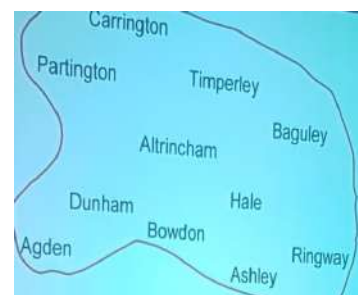 Carrington
Partington
Timperley
Baguley
Altrincham
Dunham
Hale
Bowdon
Agden
Ringway
Ashley